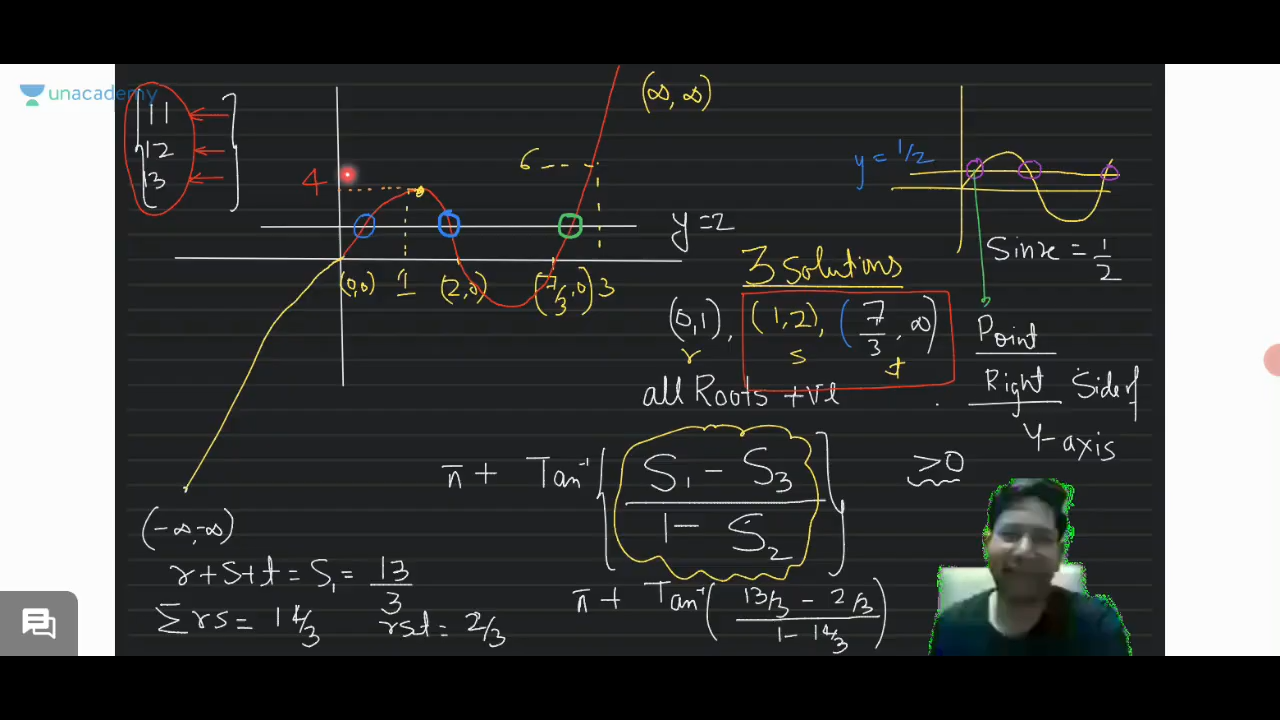 unacademy
11
12
13
4
6
(∞, ∞)
y = 1/2
y = 2
(0,0)
1
(2,0)
(7/3, 0)
3
3 Solutions
(0,1), (1,2), (7/3, ∞)
r s t
all Roots +ve
Sinx = 1/2
Point
Right Side of
Y-axis
π + Tan⁻¹ { S₁ - S₃ / 1 - S₂ } >0
(-∞, -∞)
r+S+t = S₁ = 13/3
Σrs = 14/3 rst = 2/3
π + Tan⁻¹ ( 13/3 - 2/3 / 1 - 14/3 )